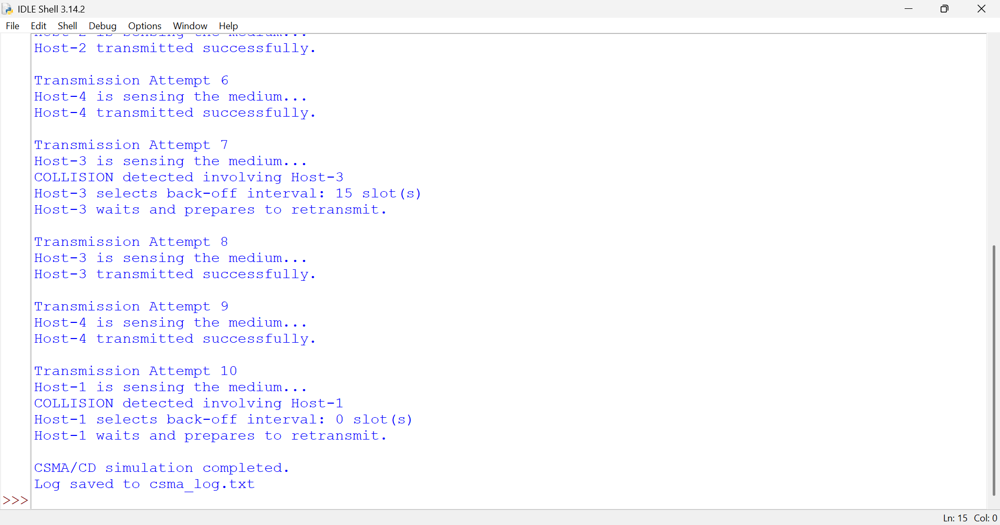 IDLE Shell 3.14.2
File Edit Shell Debug Options Window Help
Host-2 is sensing the medium...
Host-2 transmitted successfully.
Transmission Attempt 6
Host-4 is sensing the medium...
Host-4 transmitted successfully.
Transmission Attempt 7
Host-3 is sensing the medium...
COLLISION detected involving Host-3
Host-3 selects back-off interval: 15 slot(s)
Host-3 waits and prepares to retransmit.
Transmission Attempt 8
Host-3 is sensing the medium...
Host-3 transmitted successfully.
Transmission Attempt 9
Host-4 is sensing the medium...
Host-4 transmitted successfully.
Transmission Attempt 10
Host-1 is sensing the medium...
COLLISION detected involving Host-1
Host-1 selects back-off interval: 0 slot(s)
Host-1 waits and prepares to retransmit.
CSMA/CD simulation completed.
Log saved to csma_log.txt
>>>
Ln: 15 Col: 0